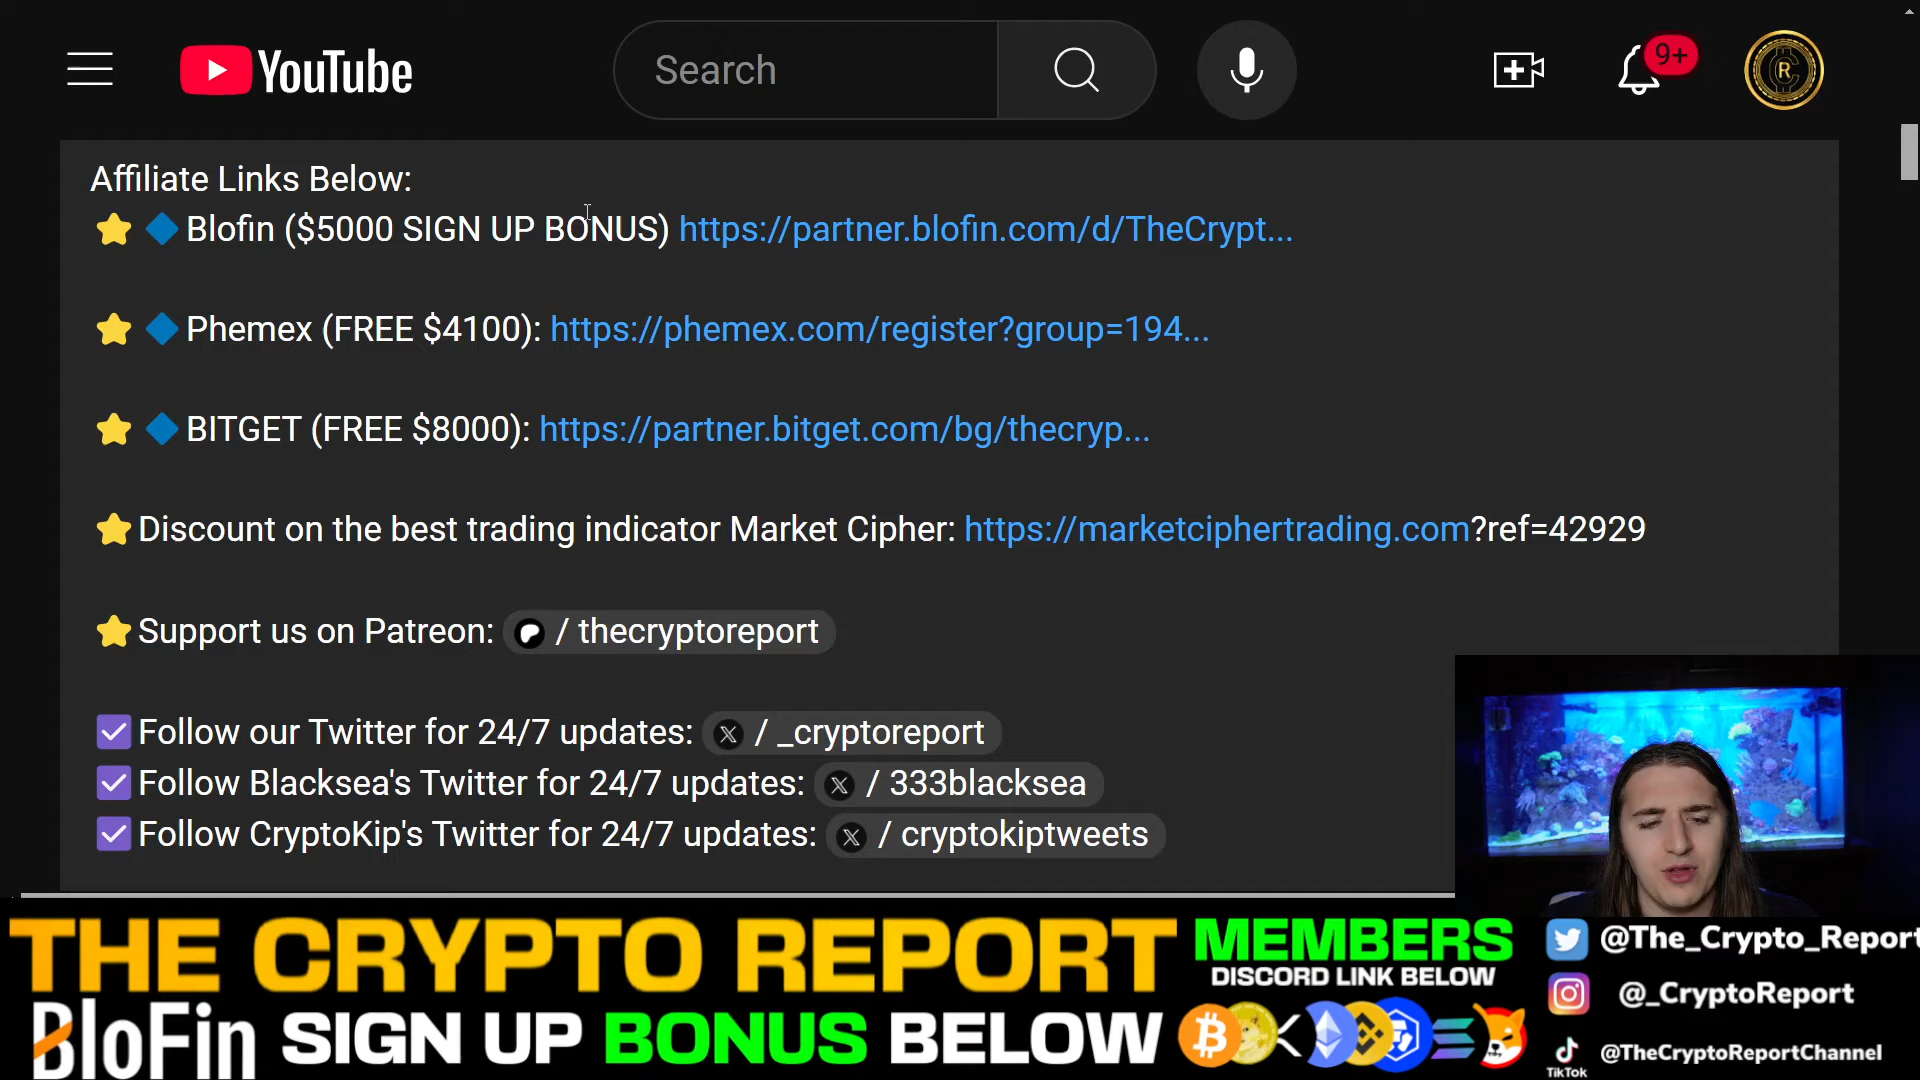 YouTube
Search
9+
Affiliate Links Below:
Blofin ($5000 SIGN UP BONUS) https://partner.blofin.com/d/TheCrypt...
Phemex (FREE $4100): https://phemex.com/register?group=194...
BITGET (FREE $8000): https://partner.bitget.com/bg/thecryp...
Discount on the best trading indicator Market Cipher: https://marketciphertrading.com?ref=42929
Support us on Patreon: / thecryptoreport
Follow our Twitter for 24/7 updates: / _cryptoreport
Follow Blacksea's Twitter for 24/7 updates: / 333blacksea
Follow CryptoKip's Twitter for 24/7 updates: / cryptokiptweets
THE CRYPTO REPORT
MEMBERS
DISCORD LINK BELOW
BloFin SIGN UP BONUS BELOW
@The_Crypto_Report
@_CryptoReport
TikTok
@TheCryptoReportChannel